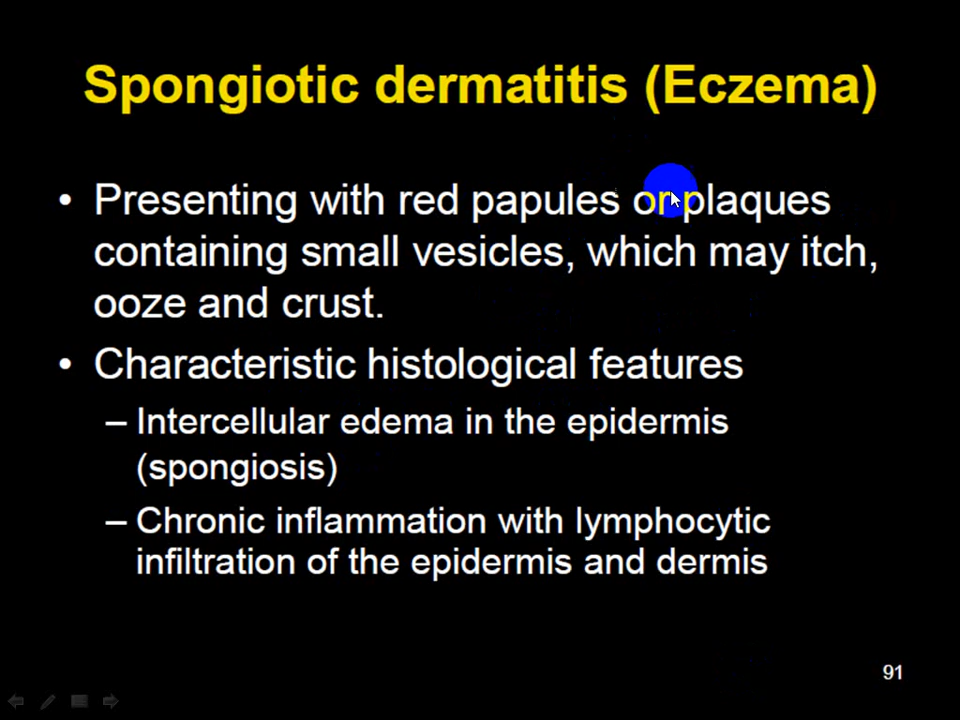 Spongiotic dermatitis (Eczema)
• Presenting with red papules or plaques
containing small vesicles, which may itch,
ooze and crust.
• Characteristic histological features
– Intercellular edema in the epidermis
(spongiosis)
– Chronic inflammation with lymphocytic
infiltration of the epidermis and dermis
91